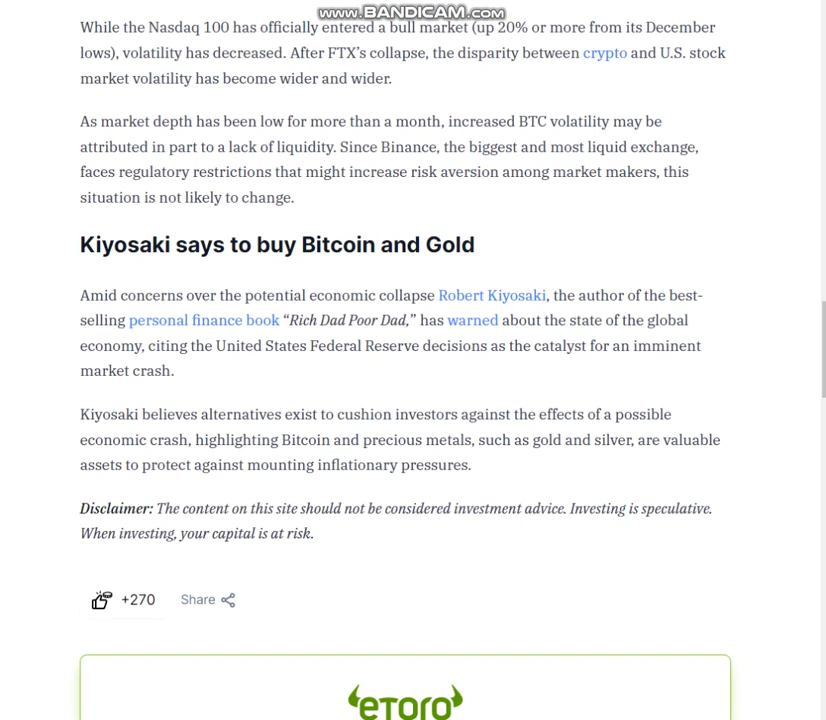 www.BANDICAM.com
While the Nasdaq 100 has officially entered a bull market (up 20% or more from its December
lows), volatility has decreased. After FTX’s collapse, the disparity between crypto and U.S. stock
market volatility has become wider and wider.
As market depth has been low for more than a month, increased BTC volatility may be
attributed in part to a lack of liquidity. Since Binance, the biggest and most liquid exchange,
faces regulatory restrictions that might increase risk aversion among market makers, this
situation is not likely to change.
Kiyosaki says to buy Bitcoin and Gold
Amid concerns over the potential economic collapse Robert Kiyosaki, the author of the best-
selling personal finance book “Rich Dad Poor Dad,” has warned about the state of the global
economy, citing the United States Federal Reserve decisions as the catalyst for an imminent
market crash.
Kiyosaki believes alternatives exist to cushion investors against the effects of a possible
economic crash, highlighting Bitcoin and precious metals, such as gold and silver, are valuable
assets to protect against mounting inflationary pressures.
Disclaimer: The content on this site should not be considered investment advice. Investing is speculative.
When investing, your capital is at risk.
+270 Share
eToro